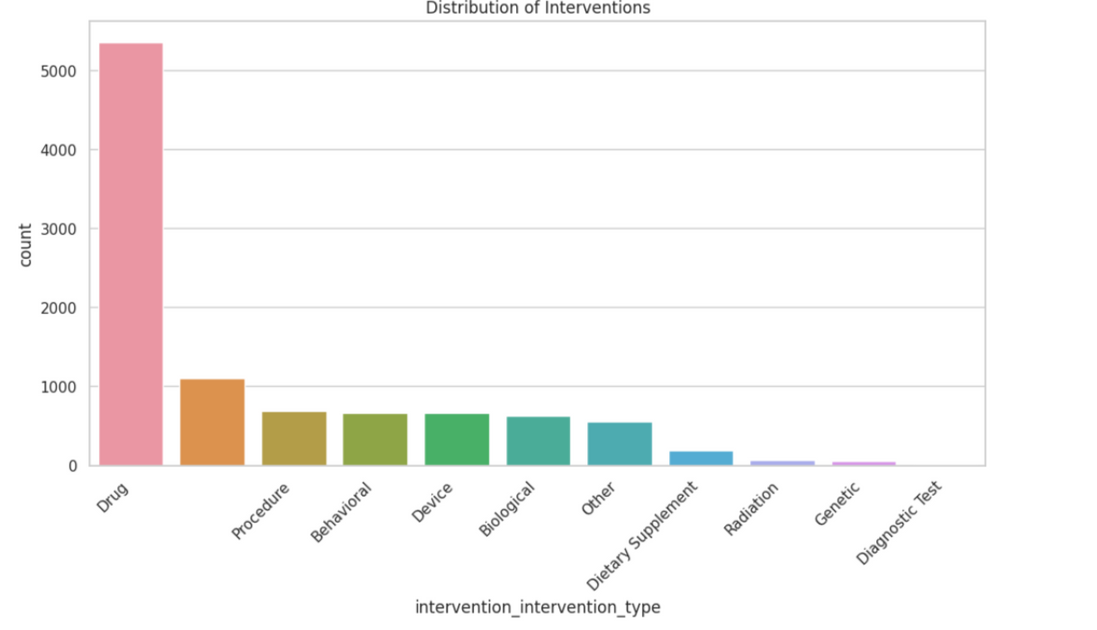 Distribution of Interventions
5000
4000
3000
2000
1000
0
count
Drug
Procedure
Behavioral
Device
Biological
Other
Dietary Supplement
Radiation
Genetic
Diagnostic Test
intervention_intervention_type